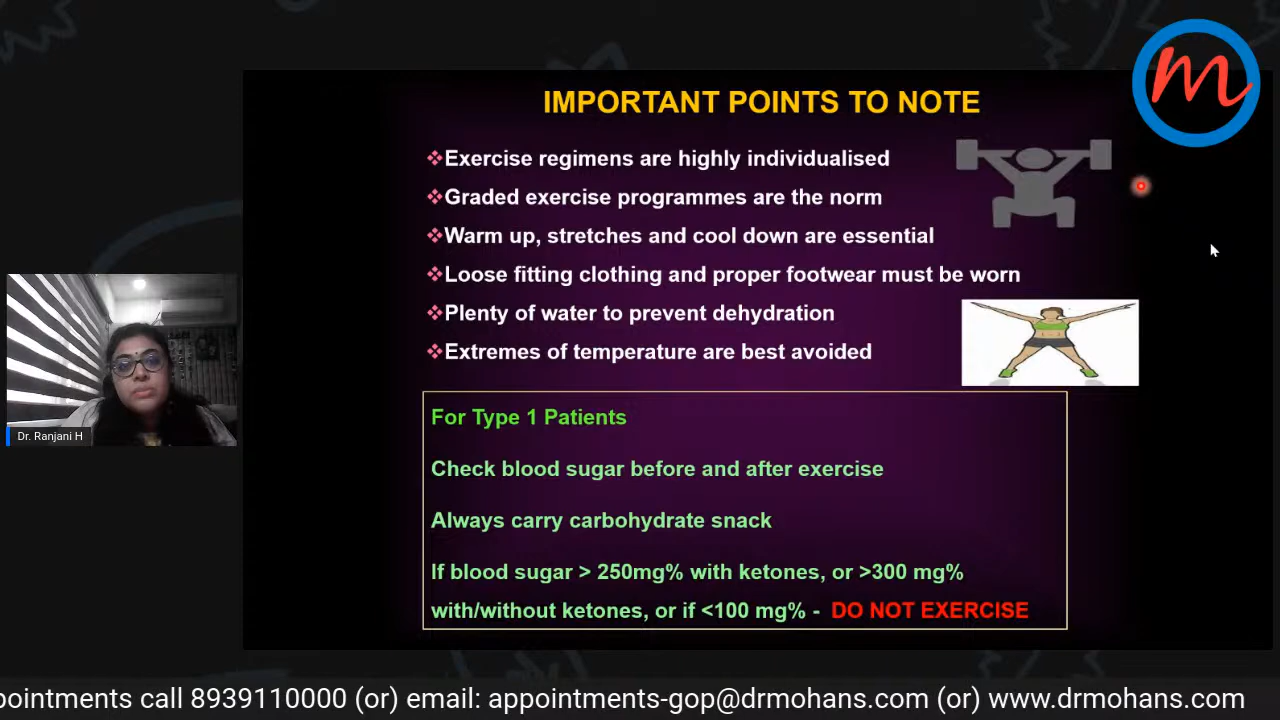 IMPORTANT POINTS TO NOTE
❖Exercise regimens are highly individualised
❖Graded exercise programmes are the norm
❖Warm up, stretches and cool down are essential
❖Loose fitting clothing and proper footwear must be worn
❖Plenty of water to prevent dehydration
❖Extremes of temperature are best avoided
For Type 1 Patients
Check blood sugar before and after exercise
Always carry carbohydrate snack
If blood sugar > 250mg% with ketones, or >300 mg%
with/without ketones, or if <100 mg% - DO NOT EXERCISE
m
Dr. Ranjani H
pointments call 8939110000 (or) email: appointments-gop@drmohans.com (or) www.drmohans.com